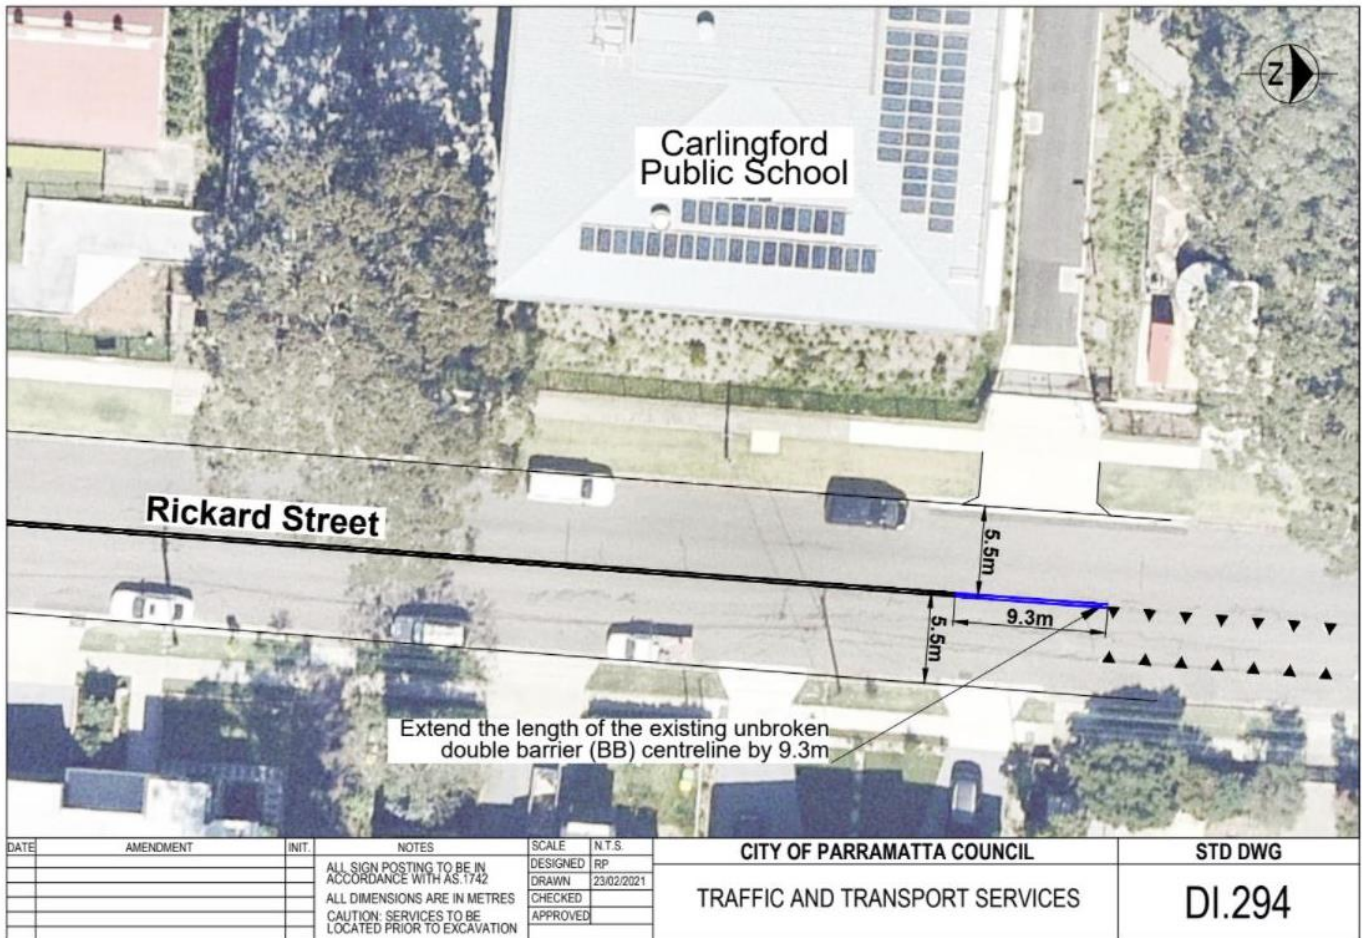 Carlingford
Public School
Z
Rickard Street
5.5m
9.3m
5.5m
Extend the length of the existing unbroken
double barrier (BB) centreline by 9.3m
DATE AMENDMENT INIT.
NOTES
ALL SIGN POSTING TO BE IN
ACCORDANCE WITH AS.1742
ALL DIMENSIONS ARE IN METRES
CAUTION: SERVICES TO BE
LOCATED PRIOR TO EXCAVATION
SCALE N.T.S.
DESIGNED RP
DRAWN 23/02/2021
CHECKED
APPROVED
CITY OF PARRAMATTA COUNCIL
TRAFFIC AND TRANSPORT SERVICES
STD DWG
DI.294